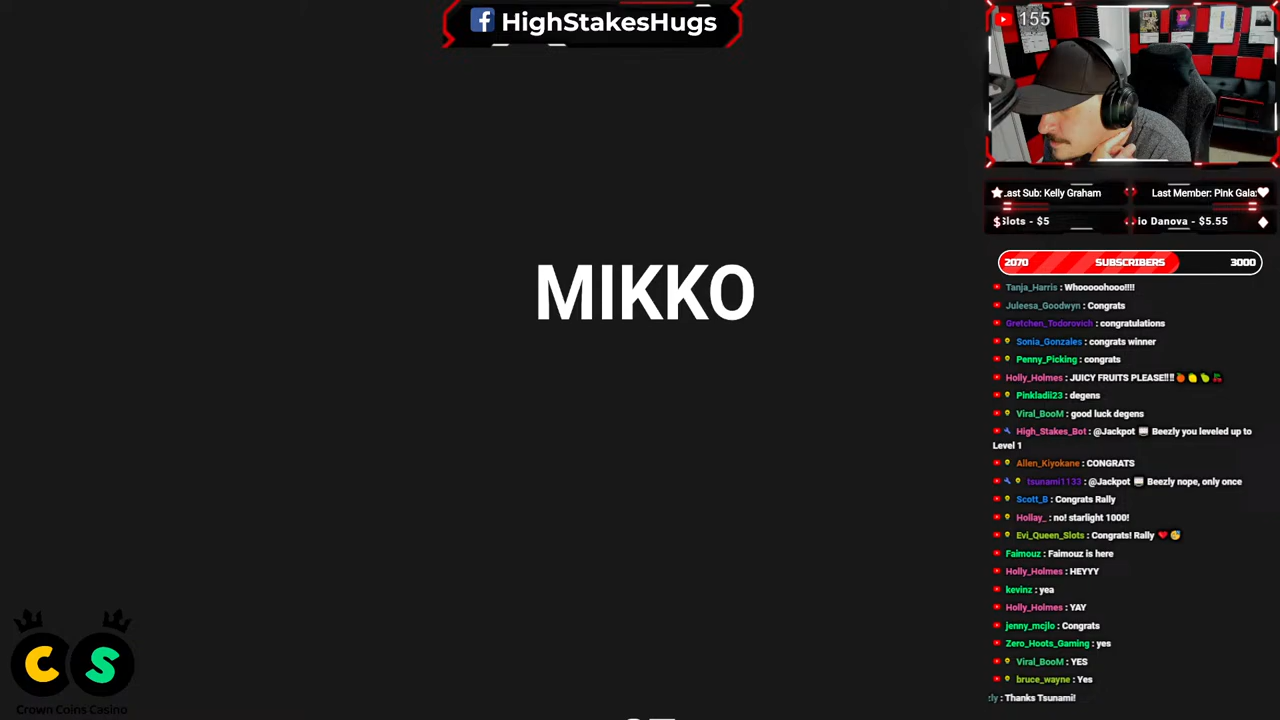 HighStakesHugs
155
MIKKO
Last Sub: Kelly Graham
Last Member: Pink Gala
Slots - $5
io Danova - $5.55
2070 SUBSCRIBERS 3000
Tanja_Harris : Whooooohooo!!!!
Juleesa_Goodwyn : Congrats
Gretchen_Todorovich : congratulations
Sonia_Gonzales : congrats winner
Penny_Picking : congrats
Holly_Holmes : JUICY FRUITS PLEASE!!!! 🍊 🍋 🍐 🍒
Pinkladii23 : degens
Viral_BooM : good luck degens
High_Stakes_Bot : @Jackpot 🎰 Beezly you leveled up to
Level 1
Allen_Kiyokane : CONGRATS
tsunami1133 : @Jackpot 🎰 Beezly nope, only once
Scott_B : Congrats Rally
Hollay_ : no! starlight 1000!
Evi_Queen_Slots : Congrats! Rally ❤️ 🥳
Faimouz : Faimouz is here
Holly_Holmes : HEYYY
kevinz : yea
Holly_Holmes : YAY
jenny_mcjlo : Congrats
Zero_Hoots_Gaming : yes
Viral_BooM : YES
bruce_wayne : Yes
ly : Thanks Tsunami!
C S
Crown Coins Casino